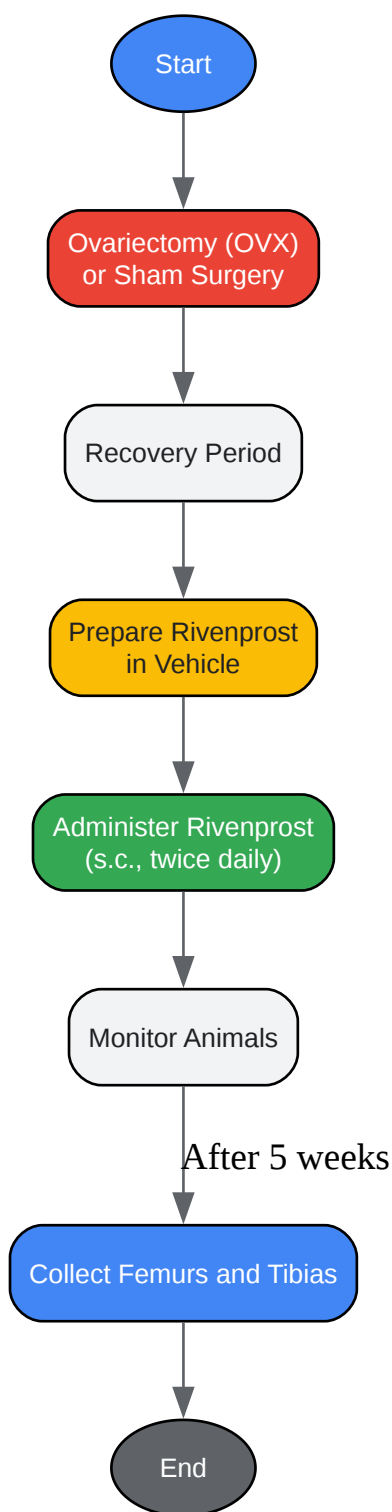 Start
Ovariectomy (OVX)
or Sham Surgery
Recovery Period
Prepare Rivenprost
in Vehicle
Administer Rivenprost
(s.c., twice daily)
Monitor Animals
After 5 weeks
Collect Femurs and Tibias
End